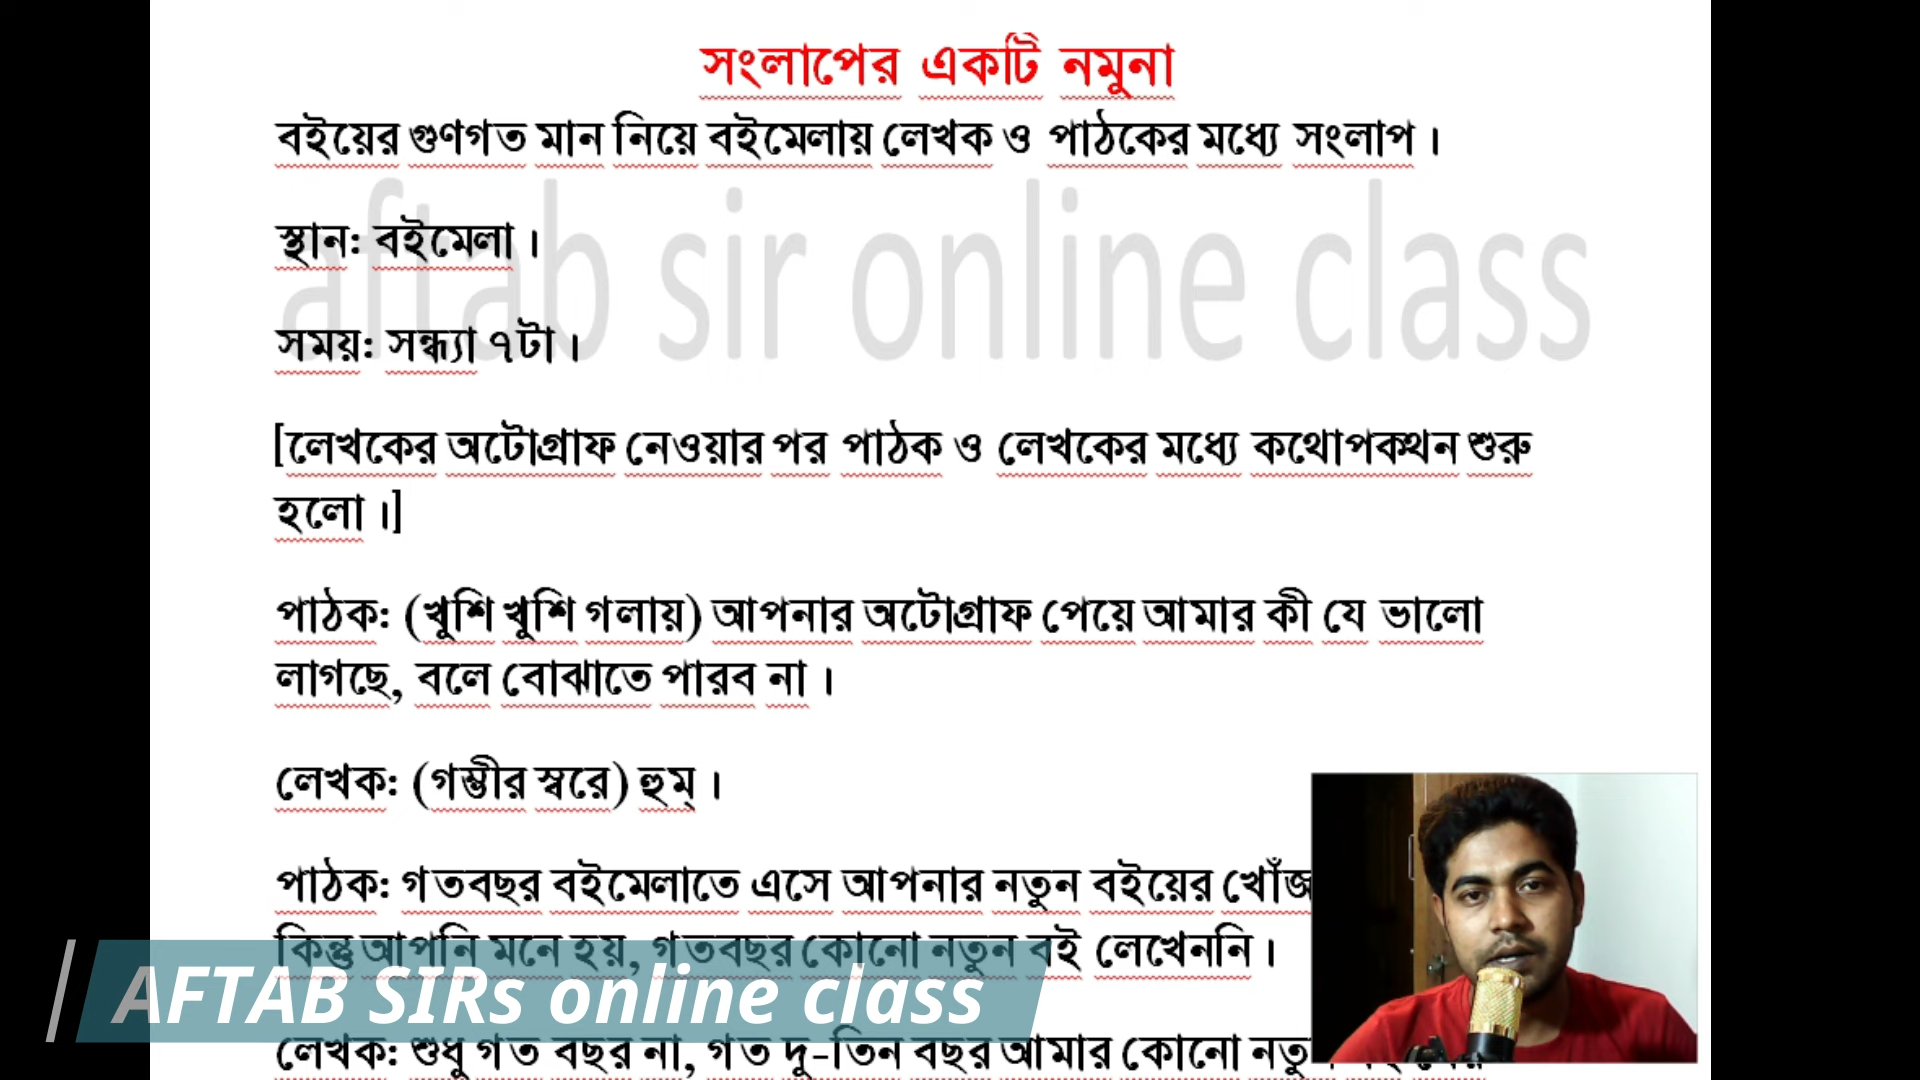 সংলাপের একটি নমুনা
বইয়ের গুণগত মান নিয়ে বইমেলায় লেখক ও পাঠকের মধ্যে সংলাপ।
aftab sir online class
স্থান: বইমেলা।
সময়: সন্ধ্যা ৭টা।
[লেখকের অটোগ্রাফ নেওয়ার পর পাঠক ও লেখকের মধ্যে কথোপকথন শুরু
হলো।]
পাঠক: (খুশি খুশি গলায়) আপনার অটোগ্রাফ পেয়ে আমার কী যে ভালো
লাগছে, বলে বোঝাতে পারব না।
লেখক: (গম্ভীর স্বরে) হুম্।
পাঠক: গতবছর বইমেলাতে এসে আপনার নতুন বইয়ের খোঁজ
কিন্তু আপনি মনে হয়, গতবছর কোনো নতুন বই লেখেননি।
AFTAB SIRs online class
লেখক: শুধু গত বছর না, গত দু-তিন বছর আমার কোনো